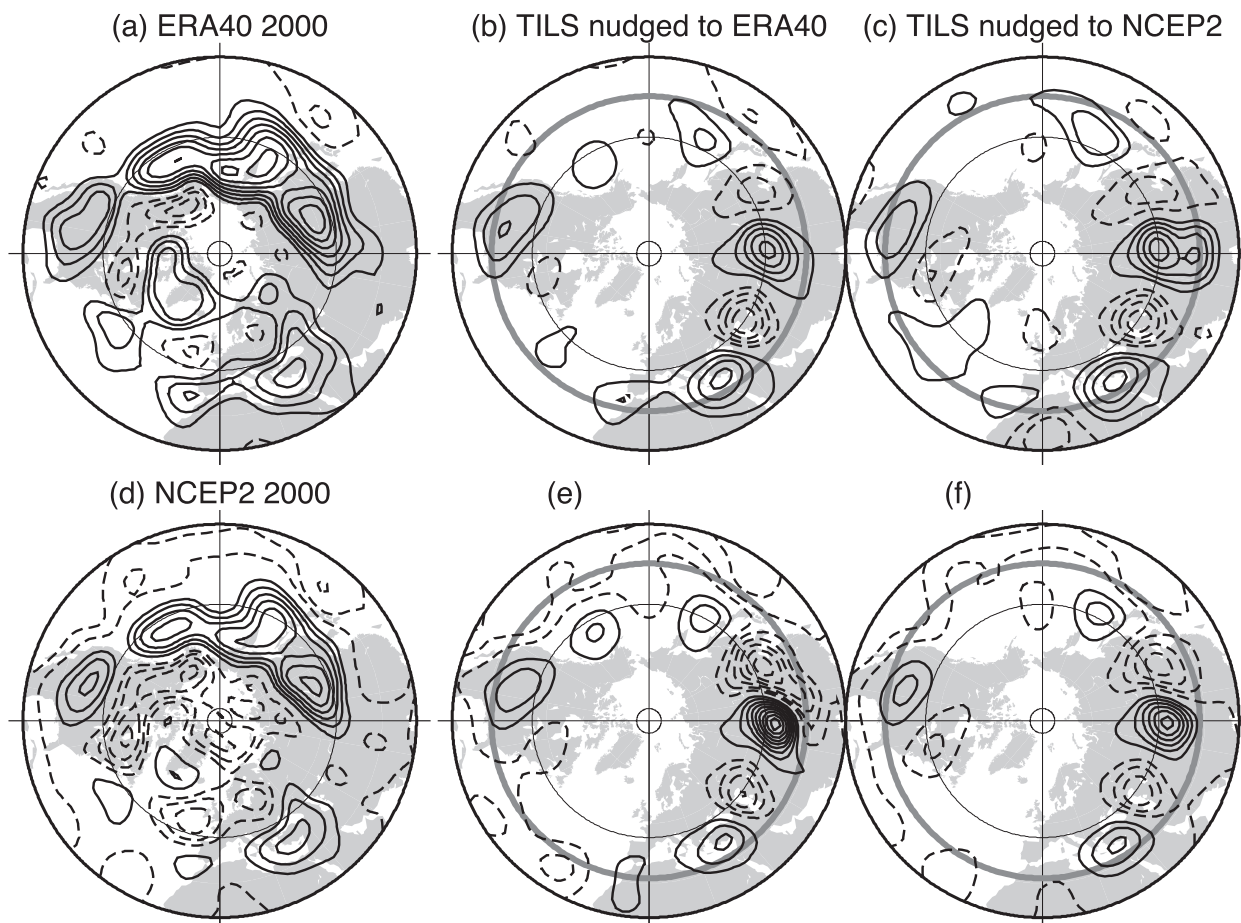 (a) ERA40 2000
(b) TILS nudged to ERA40
(c) TILS nudged to NCEP2
(d) NCEP2 2000
(e)
(f)